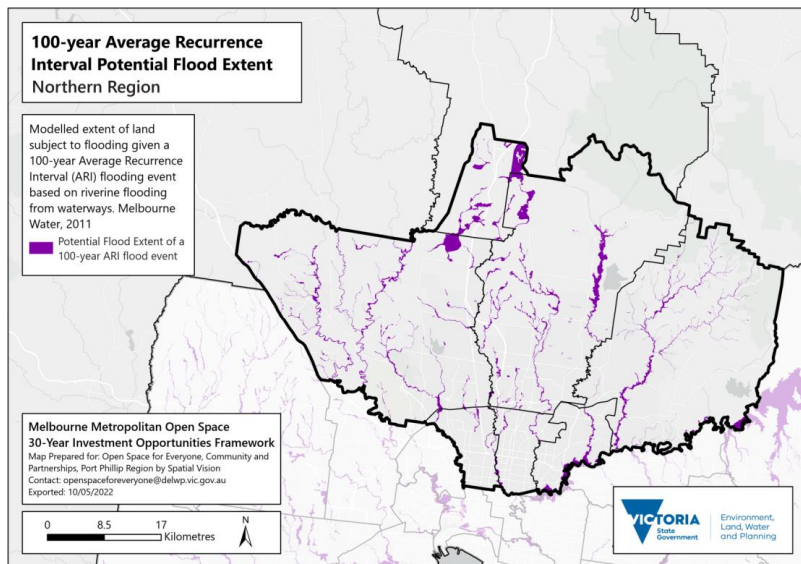 100-year Average Recurrence
Interval Potential Flood Extent
Northern Region
Modelled extent of land
subject to flooding given a
100-year Average Recurrence
Interval (ARI) flooding event
based on riverine flooding
from waterways. Melbourne
Water, 2011
Potential Flood Extent of a
100-year ARI flood event
Melbourne Metropolitan Open Space
30-Year Investment Opportunities Framework
Map Prepared for: Open Space for Everyone, Community and
Partnerships, Port Phillip Region by Spatial Vision
Contact: openspaceforeveryone@delwp.vic.gov.au
Exported: 10/05/2022
0 8.5 17
Kilometres
N
VICTORIA
State
Government
Environment,
Land, Water
and Planning